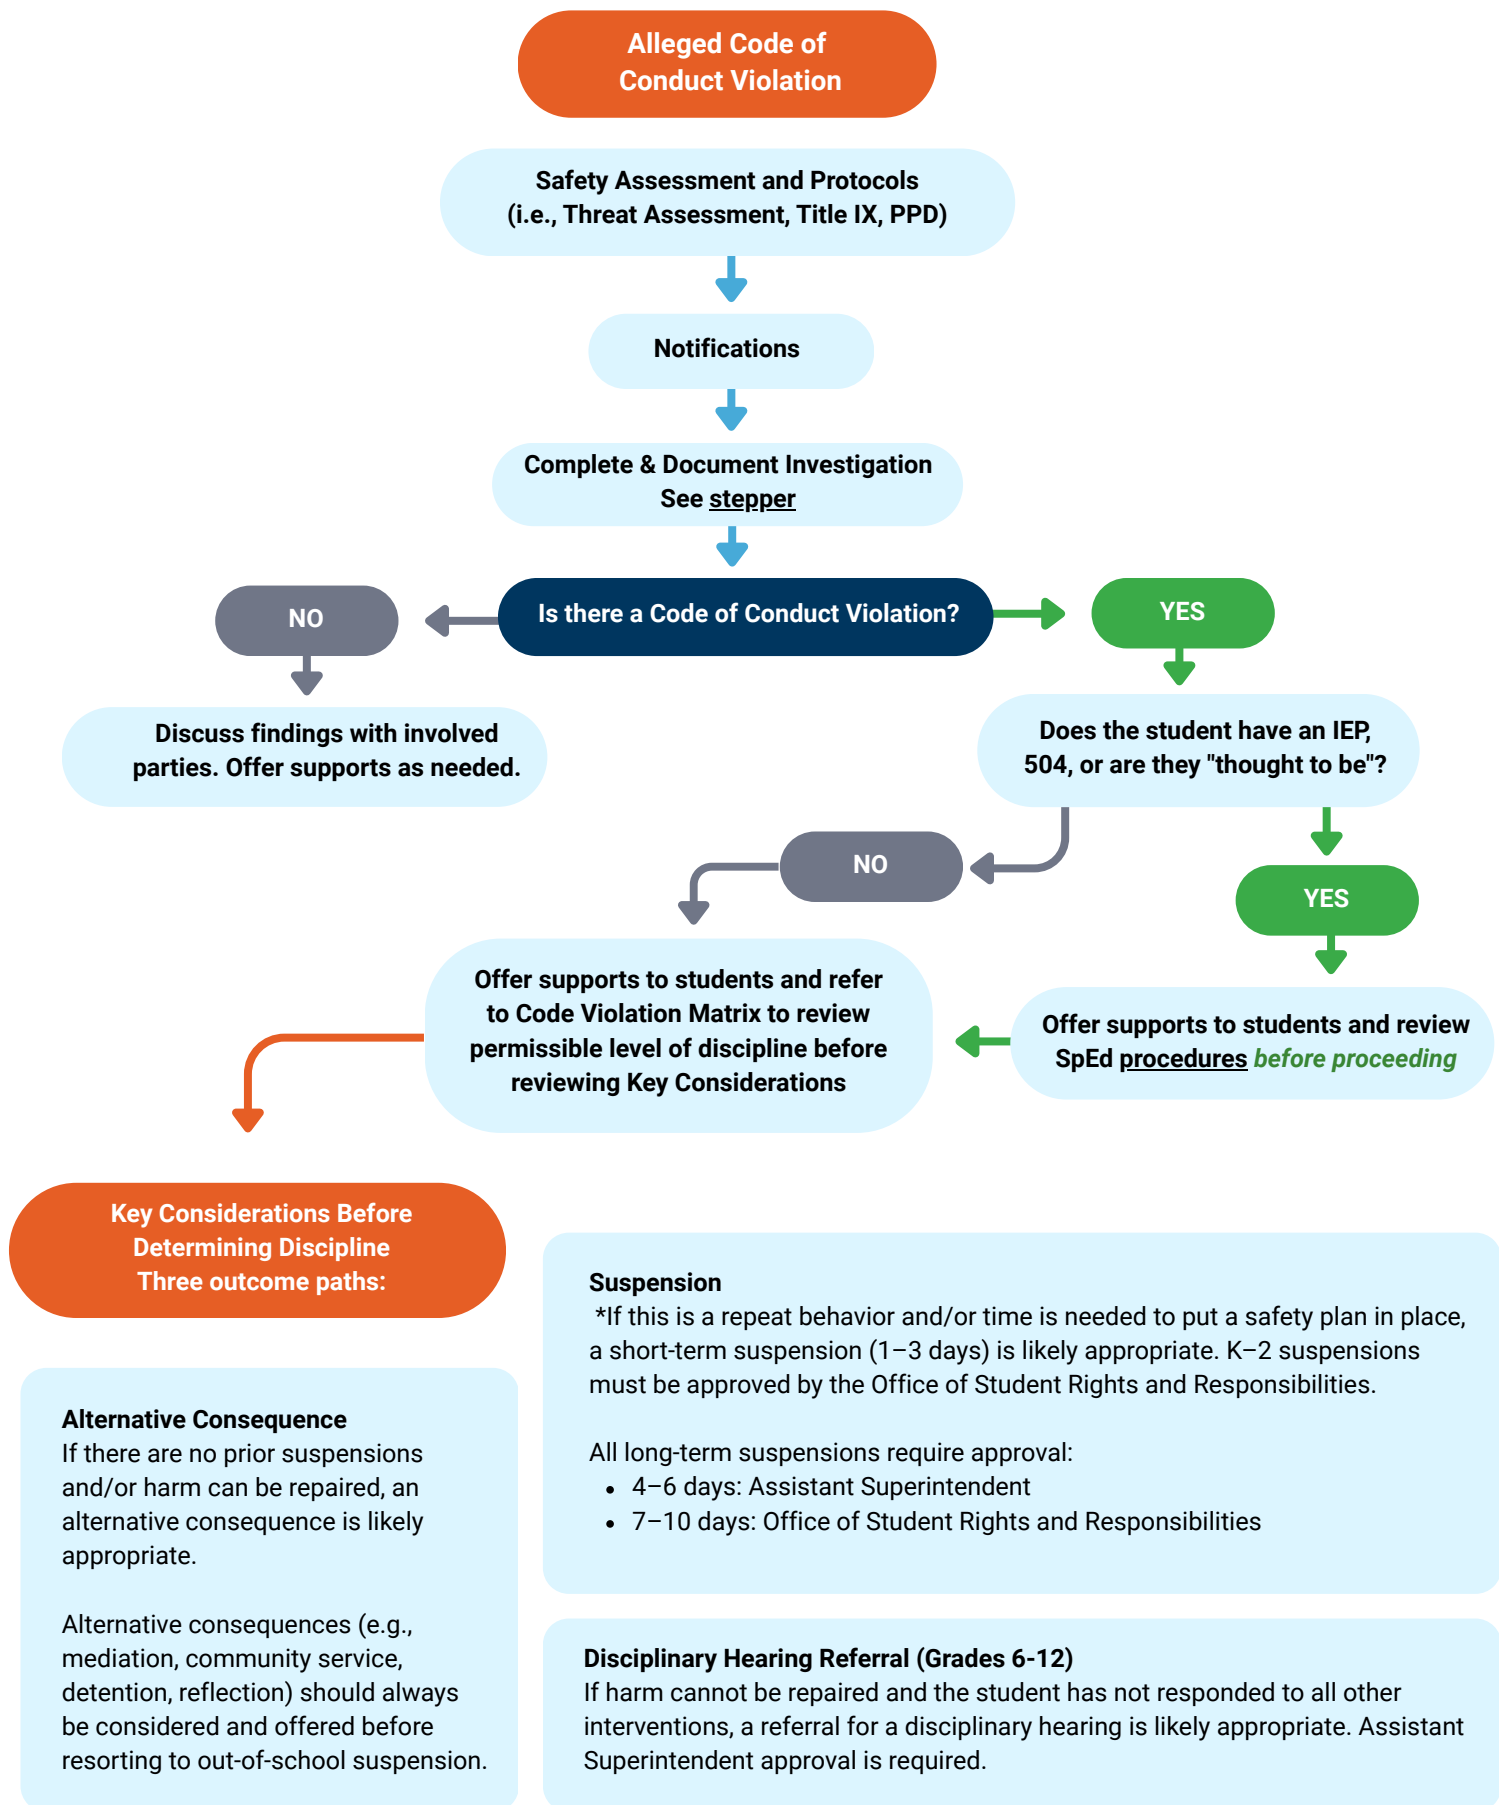 Alleged Code of
Conduct Violation
Safety Assessment and Protocols
(i.e., Threat Assessment, Title IX, PPD)
Notifications
Complete & Document Investigation
See stepper
NO
Is there a Code of Conduct Violation?
YES
Discuss findings with involved
parties. Offer supports as needed.
Does the student have an IEP,
504, or are they "thought to be"?
NO
YES
Offer supports to students and refer
to Code Violation Matrix to review
permissible level of discipline before
reviewing Key Considerations
Offer supports to students and review
SpEd procedures before proceeding
Key Considerations Before
Determining Discipline
Three outcome paths:
Alternative Consequence
If there are no prior suspensions
and/or harm can be repaired, an
alternative consequence is likely
appropriate.
Alternative consequences (e.g.,
mediation, community service,
detention, reflection) should always
be considered and offered before
resorting to out-of-school suspension.
Suspension
*If this is a repeat behavior and/or time is needed to put a safety plan in place,
a short-term suspension (1–3 days) is likely appropriate. K–2 suspensions
must be approved by the Office of Student Rights and Responsibilities.
All long-term suspensions require approval:
• 4–6 days: Assistant Superintendent
• 7–10 days: Office of Student Rights and Responsibilities
Disciplinary Hearing Referral (Grades 6-12)
If harm cannot be repaired and the student has not responded to all other
interventions, a referral for a disciplinary hearing is likely appropriate. Assistant
Superintendent approval is required.